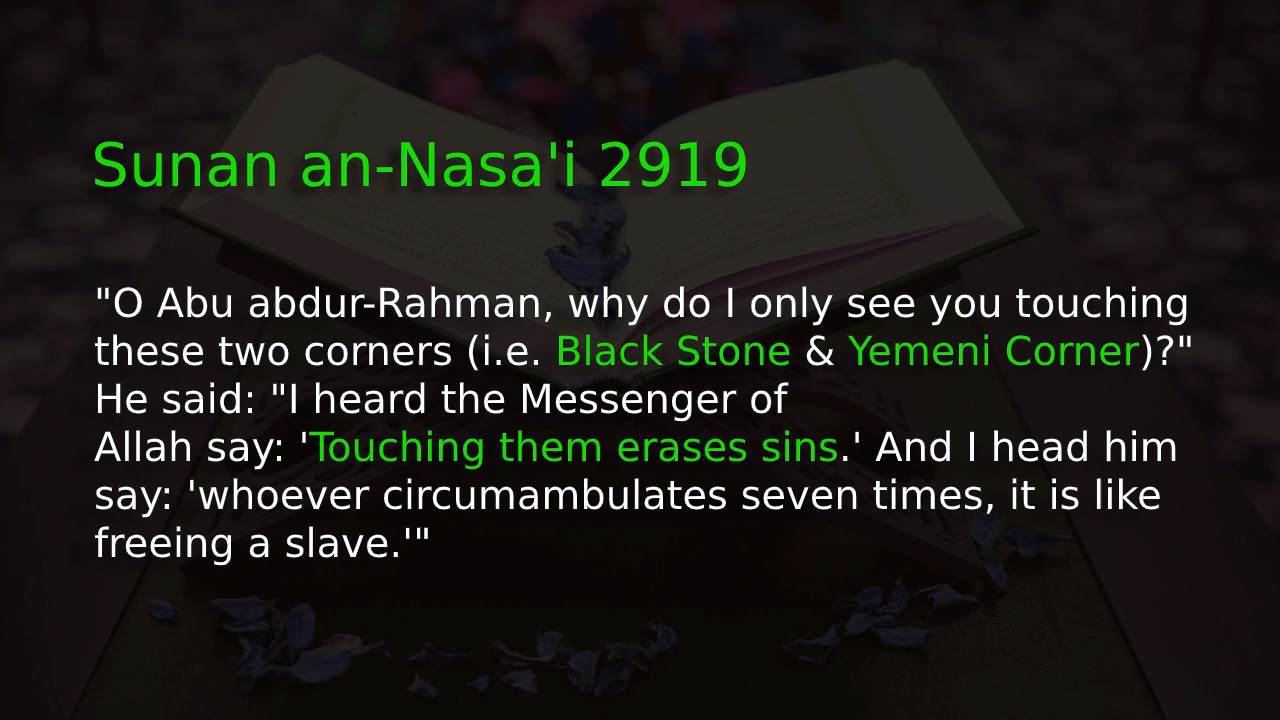 Sunan an-Nasa'i 2919
"O Abu abdur-Rahman, why do I only see you touching
these two corners (i.e. Black Stone & Yemeni Corner)?"
He said: "I heard the Messenger of
Allah say: 'Touching them erases sins.' And I head him
say: 'whoever circumambulates seven times, it is like
freeing a slave.'"